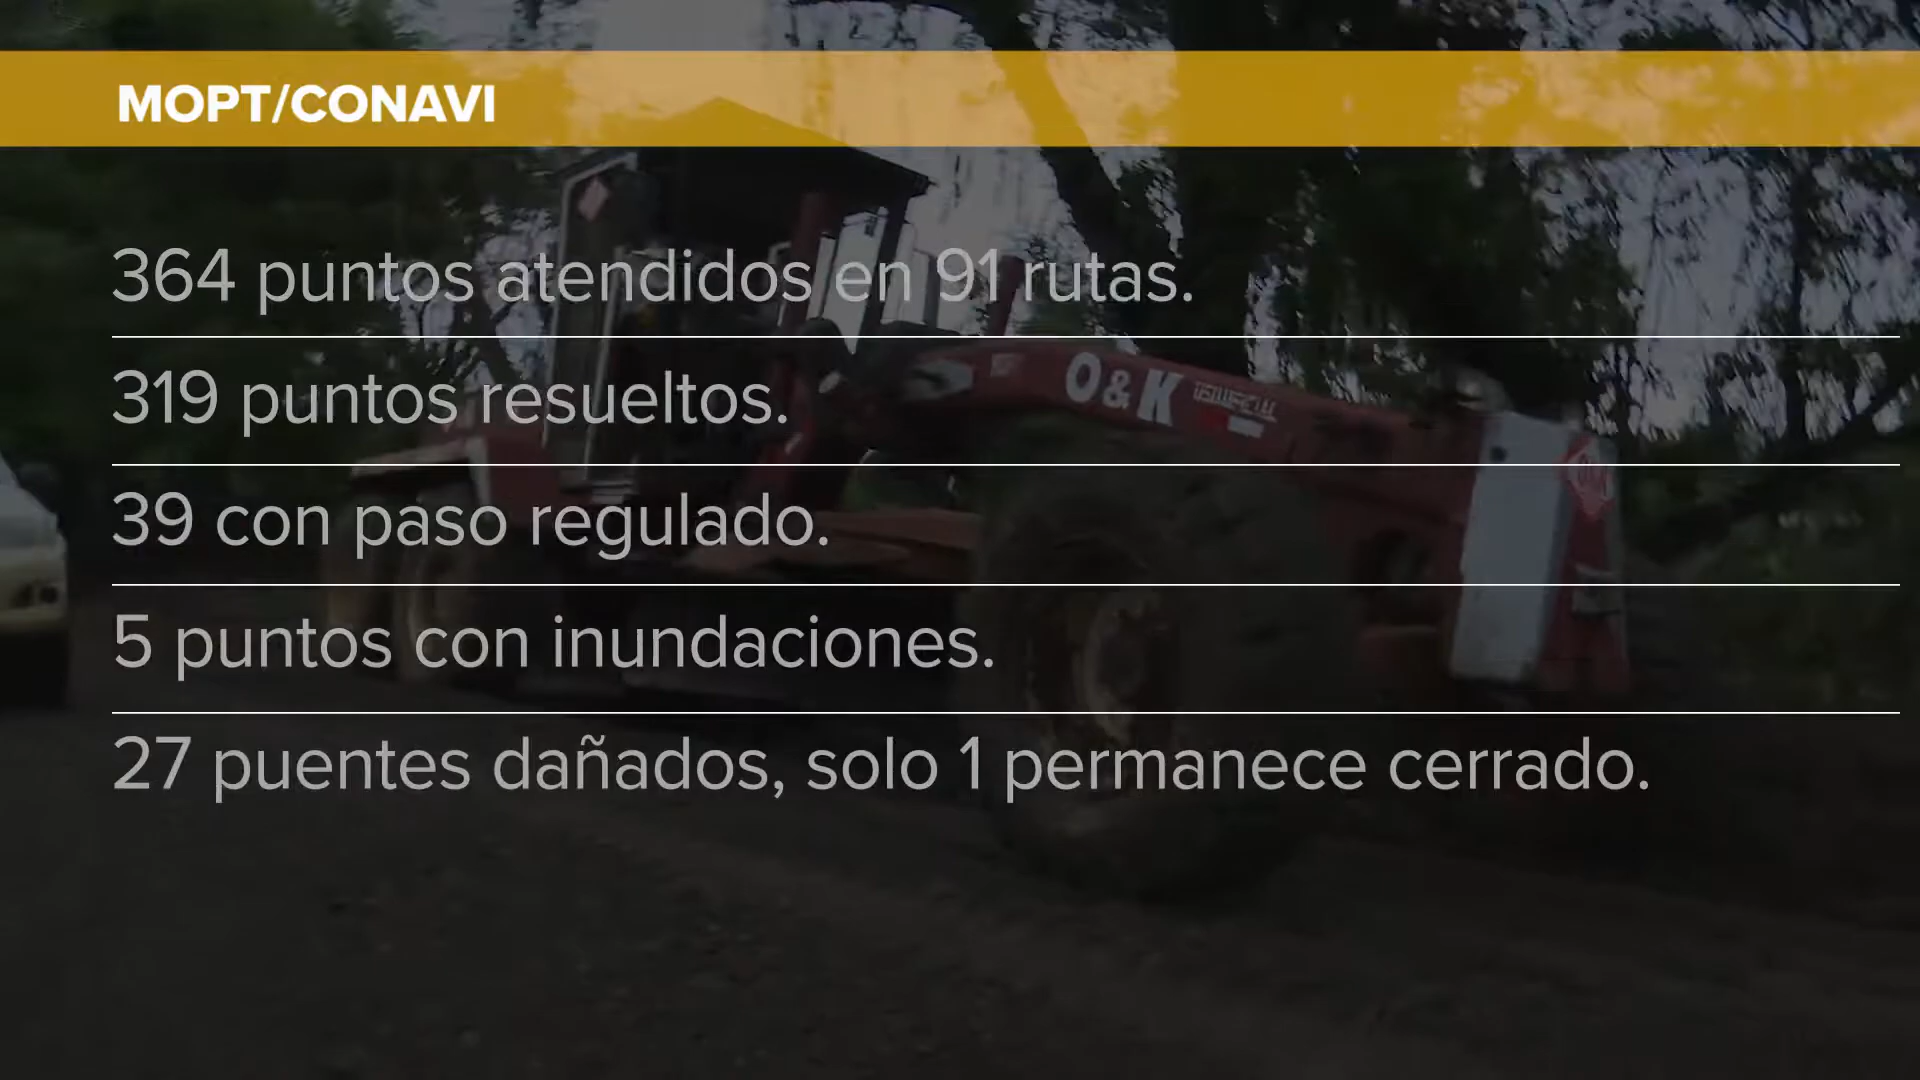 MOPT/CONAVI
364 puntos atendidos en 91 rutas.
319 puntos resueltos.
O&K
39 con paso regulado.
5 puntos con inundaciones.
27 puentes dañados, solo 1 permanece cerrado.